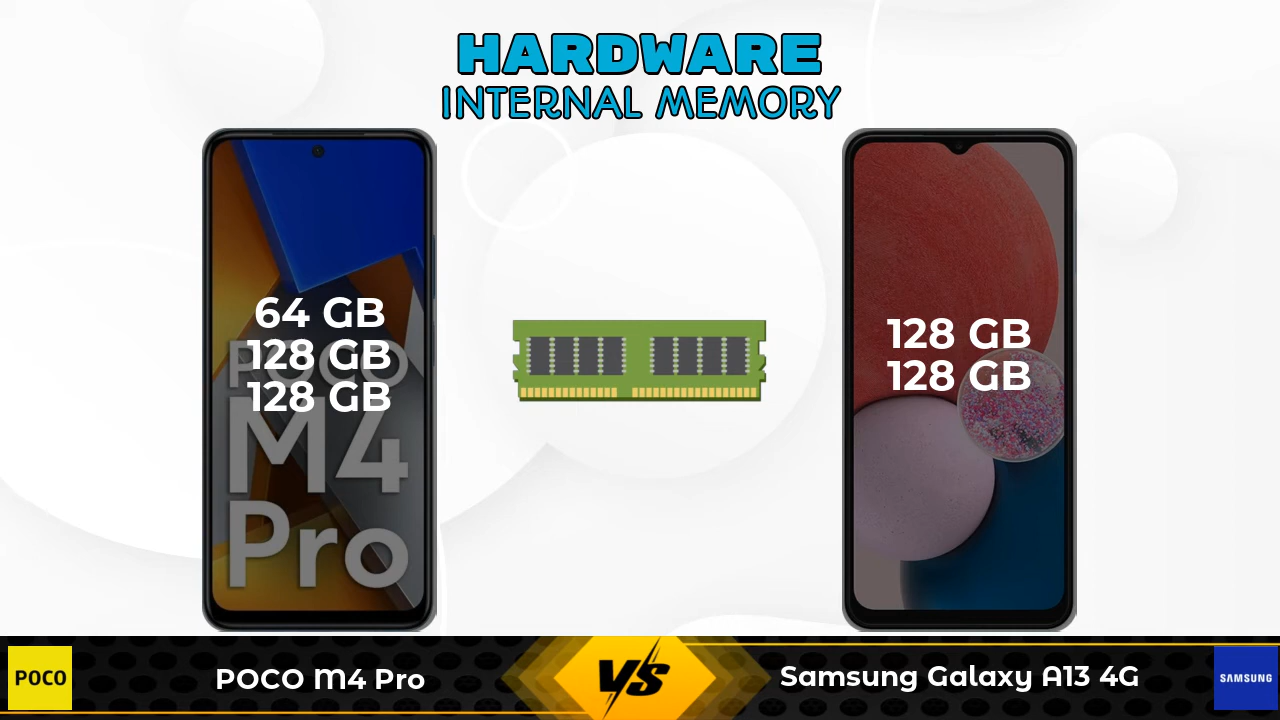 HARDWARE
INTERNAL MEMORY
64 GB
128 GB
128 GB
POCO
M4
Pro
128 GB
128 GB
POCO
POCO M4 Pro
VS
Samsung Galaxy A13 4G
SAMSUNG